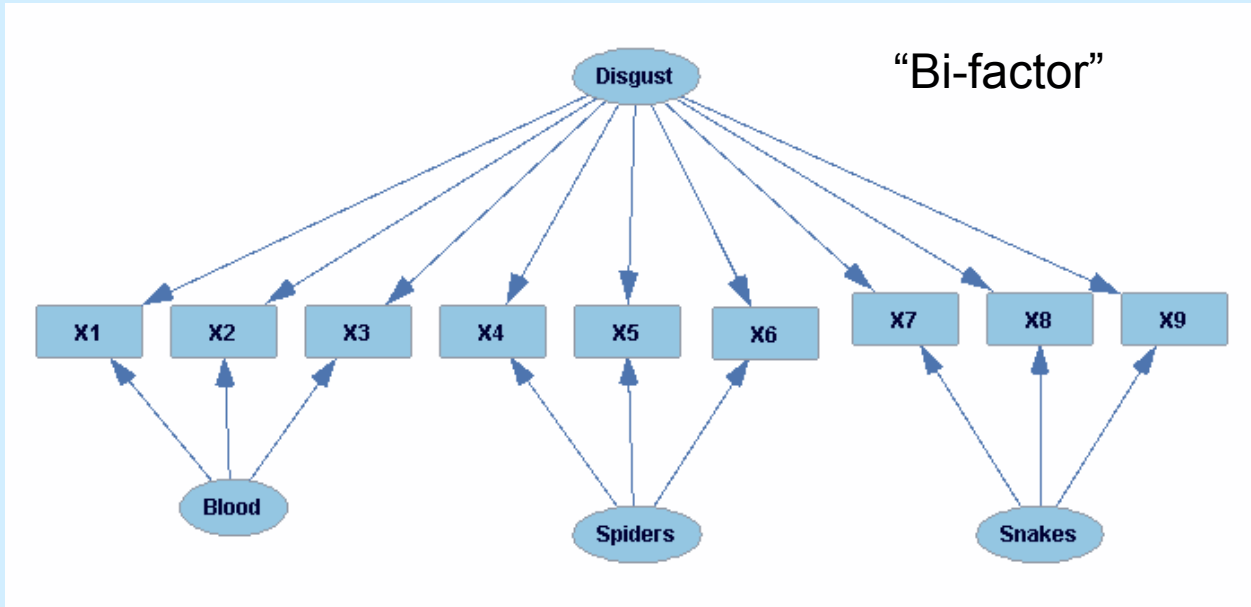 Disgust
“Bi-factor”
X1 X2 X3 X4 X5 X6 X7 X8 X9
Blood
Spiders
Snakes